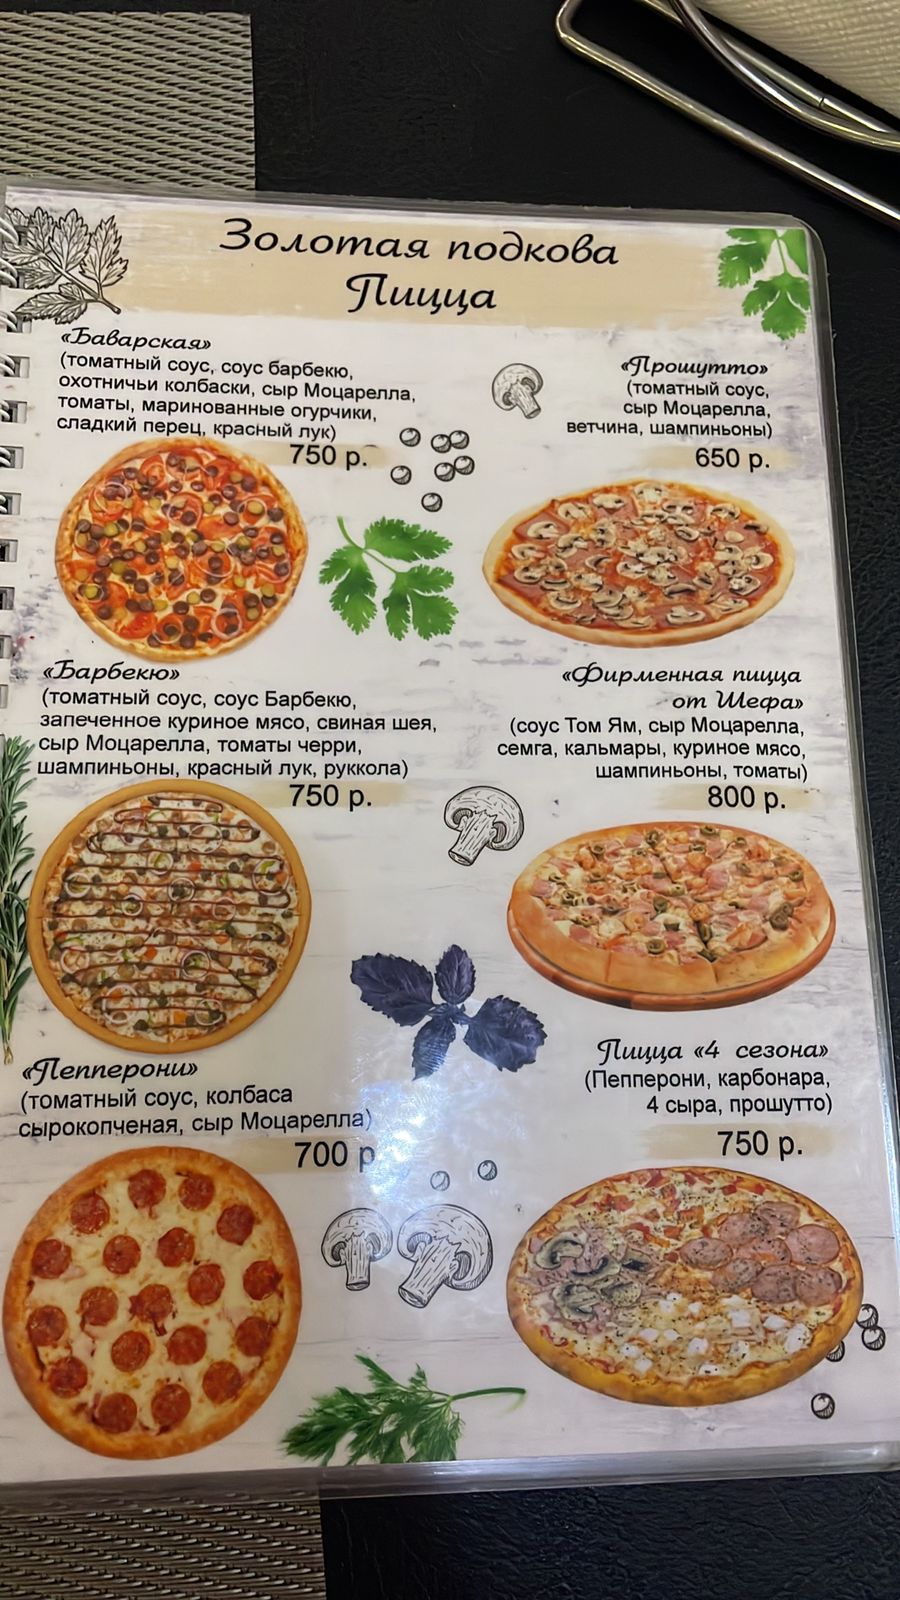 Золотая подкова
Пицца
«Баварская»
(томатный соус, соус барбекю,
охотничьи колбаски, сыр Моцарелла,
томаты, маринованные огурчики,
сладкий перец, красный лук)
750 р.
«Прошутто»
(томатный соус,
сыр Моцарелла,
ветчина, шампиньоны)
650 р.
«Барбекю»
(томатный соус, соус Барбекю,
запеченное куриное мясо, свиная шея,
сыр Моцарелла, томаты черри,
шампиньоны, красный лук, руккола)
750 р.
«Фирменная пицца
от Шефа»
(соус Том Ям, сыр Моцарелла,
семга, кальмары, куриное мясо,
шампиньоны, томаты)
800 р.
«Пепперони»
(томатный соус, колбаса
сырокопченая, сыр Моцарелла)
700 р
Пицца «4 сезона»
(Пепперони, карбонара,
4 сыра, прошутто)
750 р.